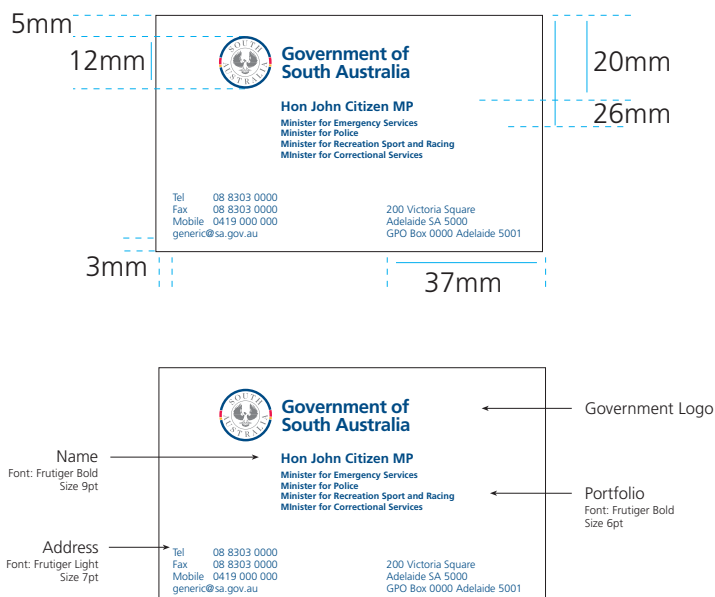 5mm
12mm
SOUTH AUSTRALIA
Government of
South Australia
20mm
26mm
Hon John Citizen MP
Minister for Emergency Services
Minister for Police
Minister for Recreation Sport and Racing
MInister for Correctional Services
Tel 08 8303 0000
Fax 08 8303 0000
Mobile 0419 000 000
generic@sa.gov.au
200 Victoria Square
Adelaide SA 5000
GPO Box 0000 Adelaide 5001
3mm
37mm
SOUTH AUSTRALIA
Government of
South Australia
Government Logo
Name
Font: Frutiger Bold
Size 9pt
Hon John Citizen MP
Minister for Emergency Services
Minister for Police
Minister for Recreation Sport and Racing
MInister for Correctional Services
Portfolio
Font: Frutiger Bold
Size 6pt
Address
Font: Frutiger Light
Size 7pt
Tel 08 8303 0000
Fax 08 8303 0000
Mobile 0419 000 000
generic@sa.gov.au
200 Victoria Square
Adelaide SA 5000
GPO Box 0000 Adelaide 5001